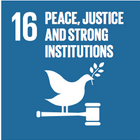 16 PEACE, JUSTICE
AND STRONG
INSTITUTIONS